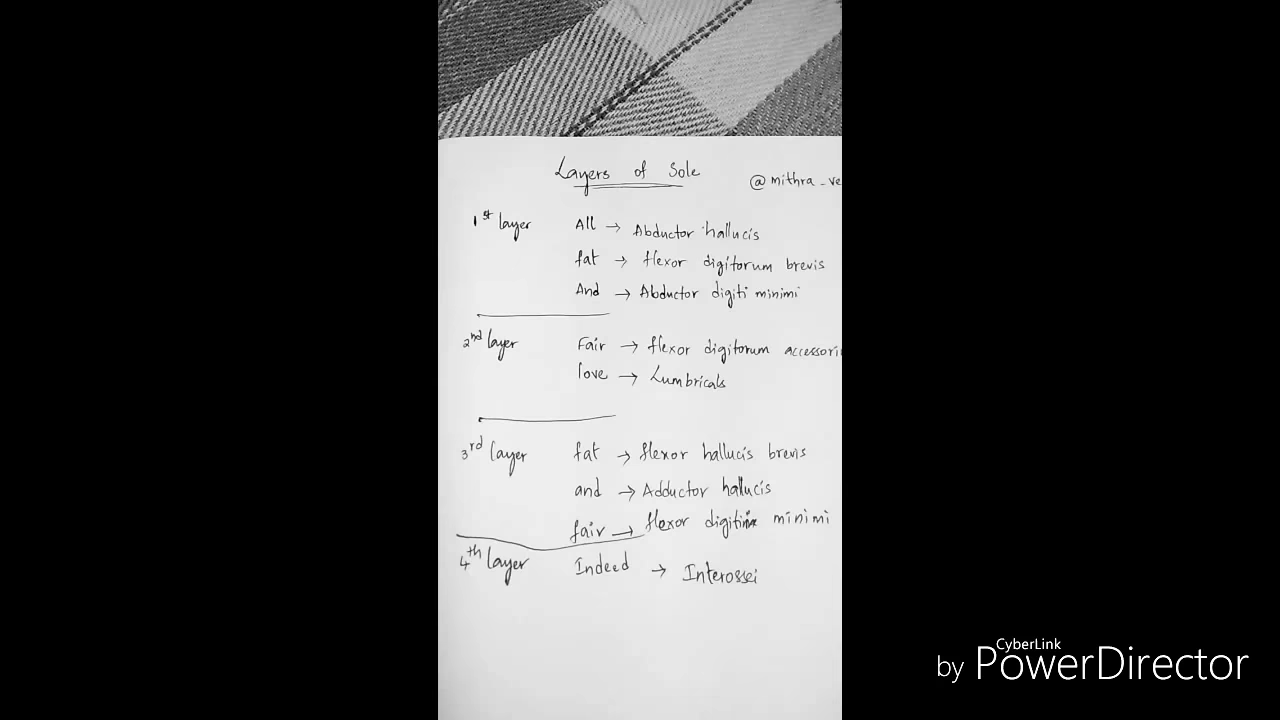 Layers of Sole
@mithra_ve
1st layer All → Abductor hallucis
fat → flexor digitorum brevis
And → Abductor digiti minimi
2nd layer Fair → flexor digitorum accessori
love → Lumbricals
3rd layer fat → flexor hallucis brevis
and → Adductor hallucis
fair → flexor minimi
4th layer Indeed → Interossei
CyberLink
by PowerDirector